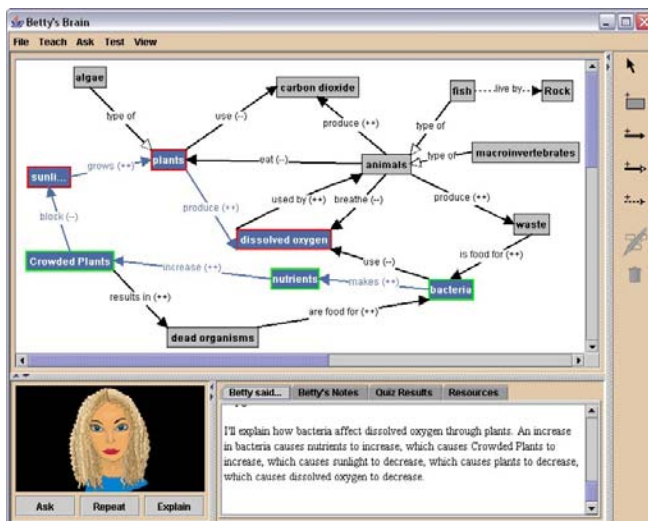 Betty's Brain
File Teach Ask Test View
algae
carbon dioxide
fish
live by
Rock
type of
use (--)
produce (++)
type of
plants
eat (--)
animals
type of
macroinvertebrates
sunli...
grows (++)
produce (++)
used by (++)
breathe (--)
produce (++)
waste
block (--)
dissolved oxygen
is food for (++)
Crowded Plants
increase (++)
nutrients
use (--)
makes (++)
bacteria
results in (++)
are food for (++)
dead organisms
Betty said... Betty's Notes Quiz Results Resources
I'll explain how bacteria affect dissolved oxygen through plants. An increase
in bacteria causes nutrients to increase, which causes Crowded Plants to
increase, which causes sunlight to decrease, which causes plants to decrease,
which causes dissolved oxygen to decrease.
Ask Repeat Explain